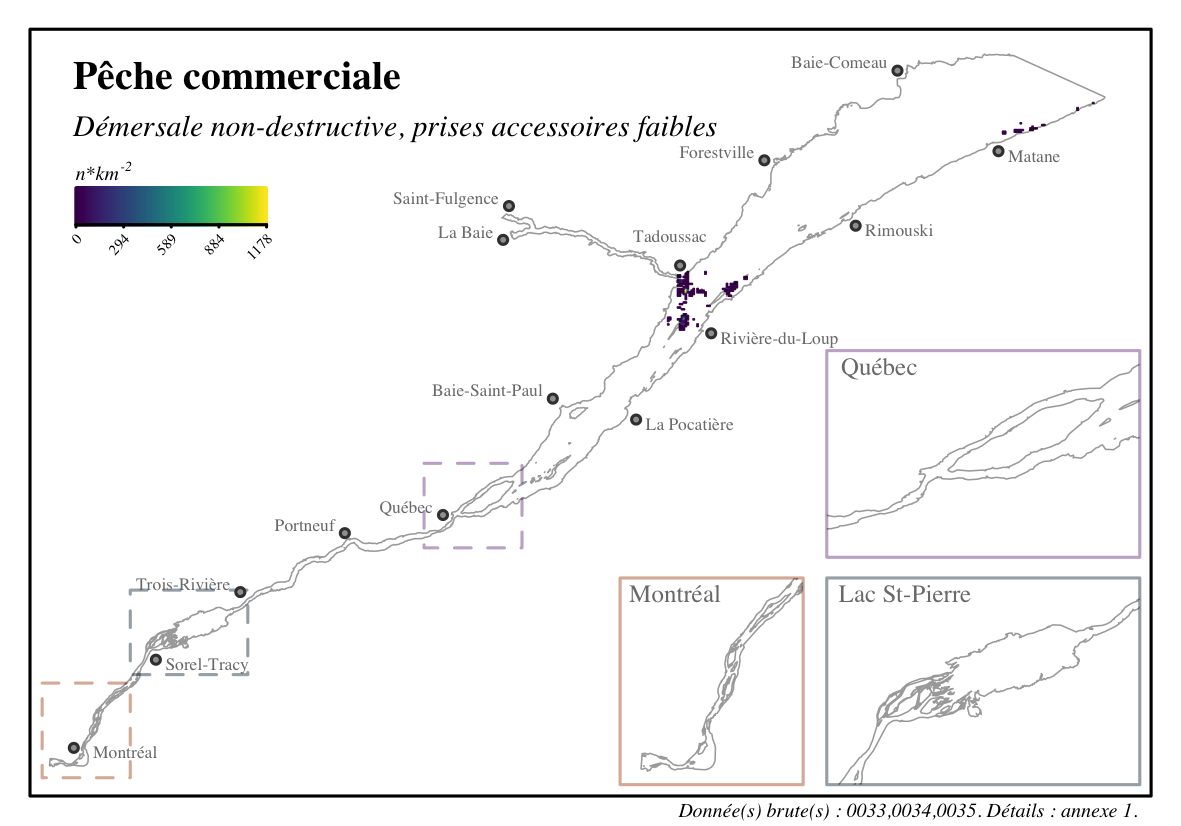 Pêche commerciale
Démersale non-destructive, prises accessoires faibles
n*km-2
0 294 589 884 1178
Baie-Comeau
Forestville
Matane
Saint-Fulgence
La Baie
Tadoussac
Rimouski
Rivière-du-Loup
Baie-Saint-Paul
La Pocatière
Québec
Portneuf
Trois-Rivière
Sorel-Tracy
Montréal
Québec
Montréal
Lac St-Pierre
Donnée(s) brute(s) : 0033,0034,0035. Détails : annexe 1.